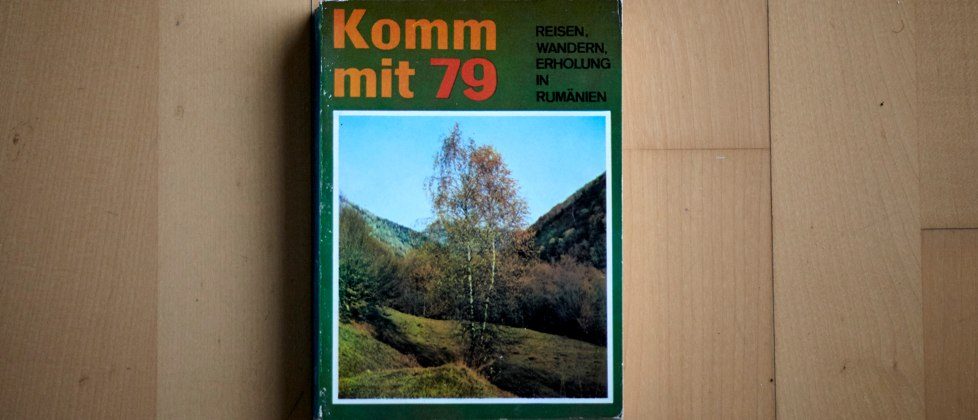 Komm
mit 79
REISEN,
WANDERN,
ERHOLUNG
IN
RUMÄNIEN